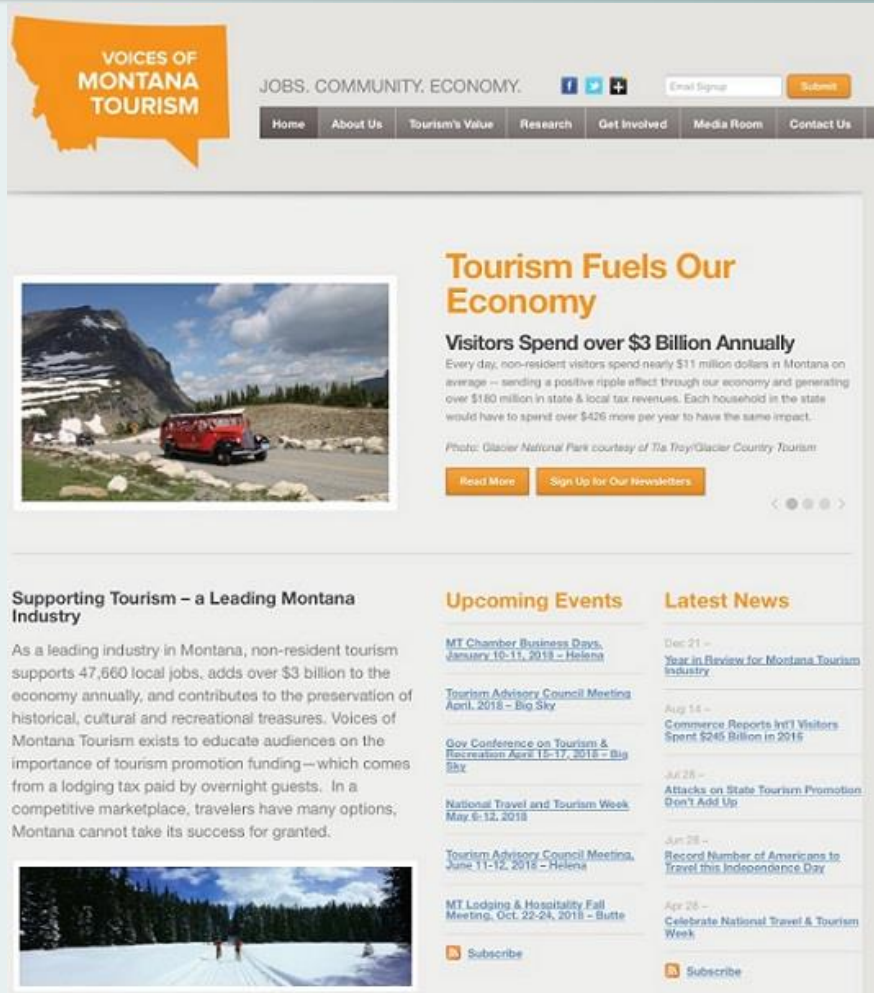 VOICES OF
MONTANA
TOURISM
JOBS. COMMUNITY. ECONOMY.
Email Signup
Submit
Home
About Us
Tourism's Value
Research
Get Involved
Media Room
Contact Us
Tourism Fuels Our
Economy
Visitors Spend over $3 Billion Annually
Every day, non-resident visitors spend nearly $11 million dollars in Montana on
average — sending a positive ripple effect through our economy and generating
over $180 million in state & local tax revenues. Each household in the state
would have to spend over $426 more per year to have the same impact.
Photo: Glacier National Park courtesy of Tia Troy/Glacier Country Tourism
Read More
Sign Up for Our Newsletters
Supporting Tourism – a Leading Montana
Industry
As a leading industry in Montana, non-resident tourism
supports 47,660 local jobs, adds over $3 billion to the
economy annually, and contributes to the preservation of
historical, cultural and recreational treasures. Voices of
Montana Tourism exists to educate audiences on the
importance of tourism promotion funding—which comes
from a lodging tax paid by overnight guests. In a
competitive marketplace, travelers have many options,
Montana cannot take its success for granted.
Upcoming Events
MT Chamber Business Days,
January 10-11, 2018 – Helena
Tourism Advisory Council Meeting
April, 2018 – Big Sky
Gov Conference on Tourism &
Recreation April 15-17, 2018 – Big
Sky
National Travel and Tourism Week
May 6-12, 2018
Tourism Advisory Council Meeting,
June 11-12, 2018 – Helena
MT Lodging & Hospitality Fall
Meeting, Oct. 22-24, 2018 – Butte
Subscribe
Latest News
Dec 21 –
Year in Review for Montana Tourism
Industry
Aug 14 –
Commerce Reports Int'l Visitors
Spent $245 Billion in 2016
Jul 28 –
Attacks on State Tourism Promotion
Don't Add Up
Jun 28 –
Record Number of Americans to
Travel this Independence Day
Apr 28 –
Celebrate National Travel & Tourism
Week
Subscribe